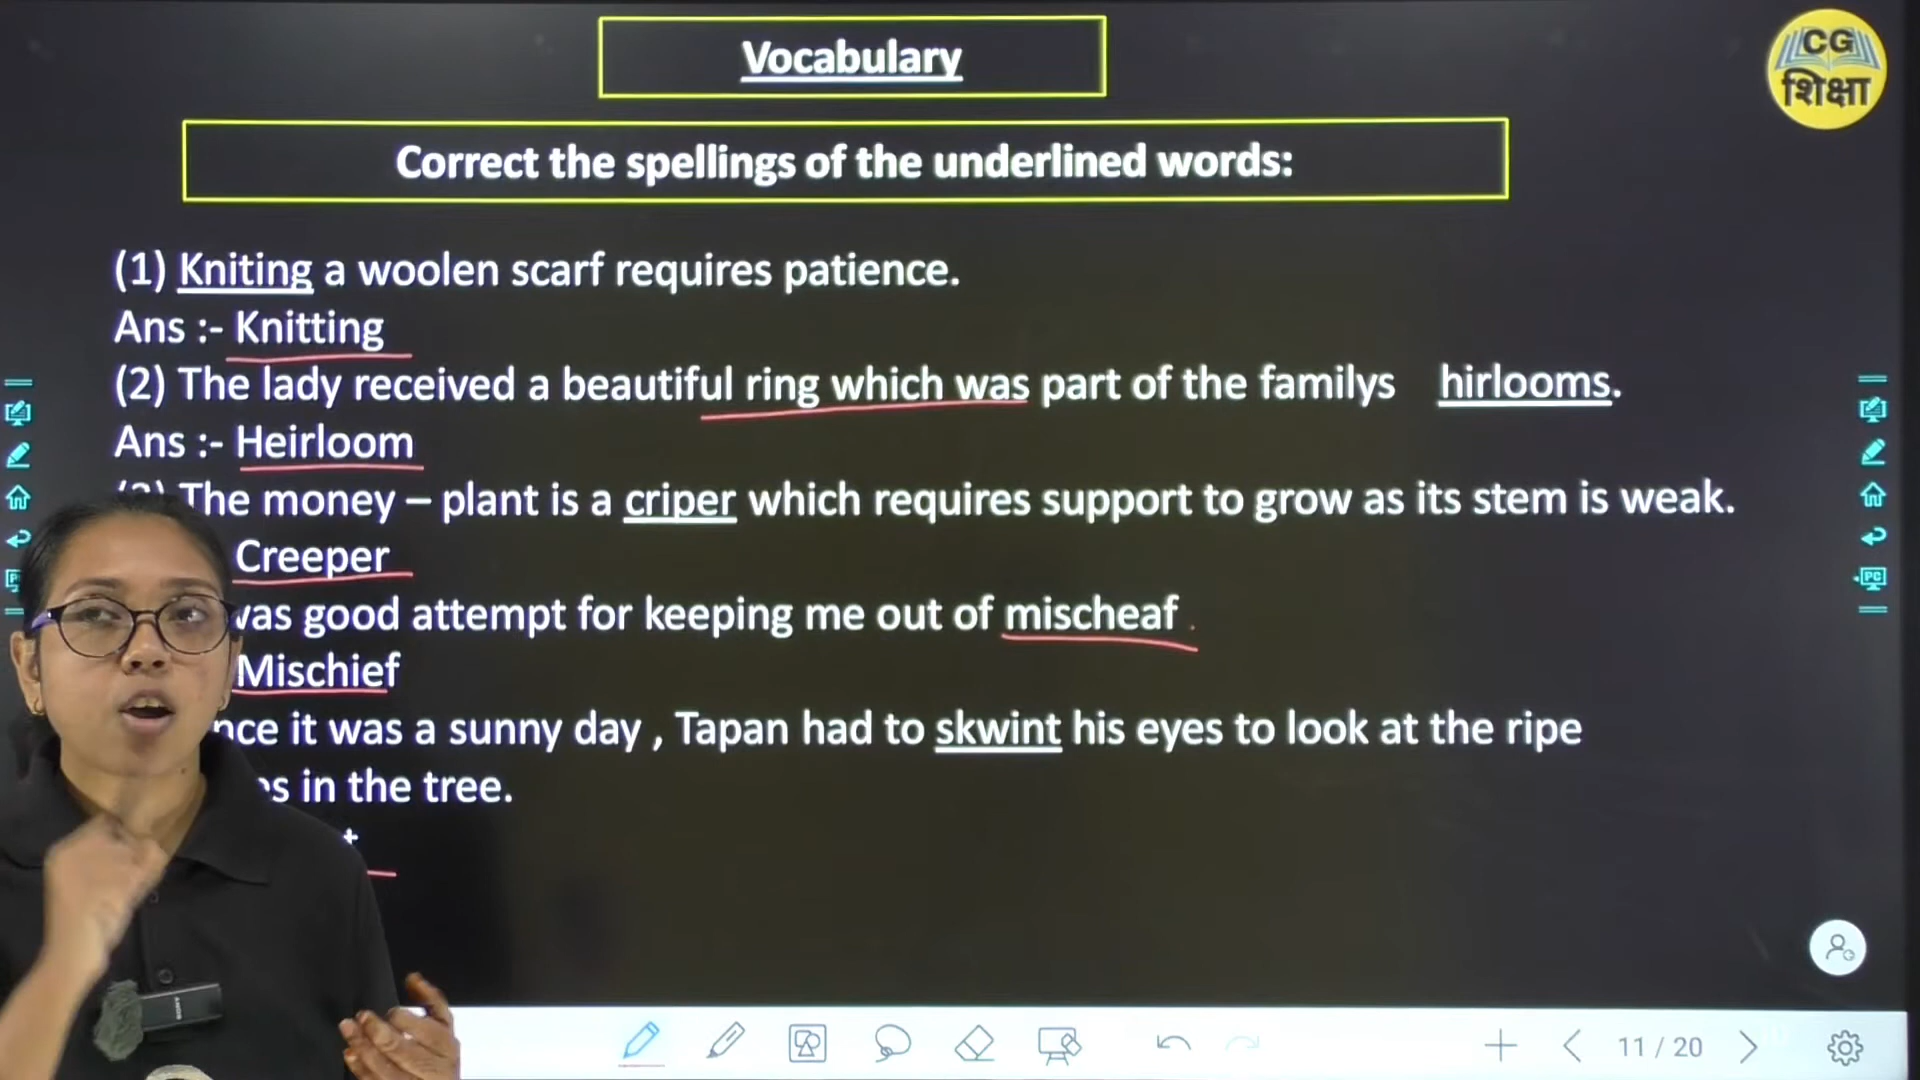 Vocabulary
CG
शिक्षा
Correct the spellings of the underlined words:
(1) Kniting a woolen scarf requires patience.
Ans :- Knitting
(2) The lady received a beautiful ring which was part of the familys hirlooms.
Ans :- Heirloom
The money – plant is a criper which requires support to grow as its stem is weak.
Creeper
was good attempt for keeping me out of mischeaf .
Mischief
it was a sunny day , Tapan had to skwint his eyes to look at the ripe
in the tree.
PC
SONY
11 / 20